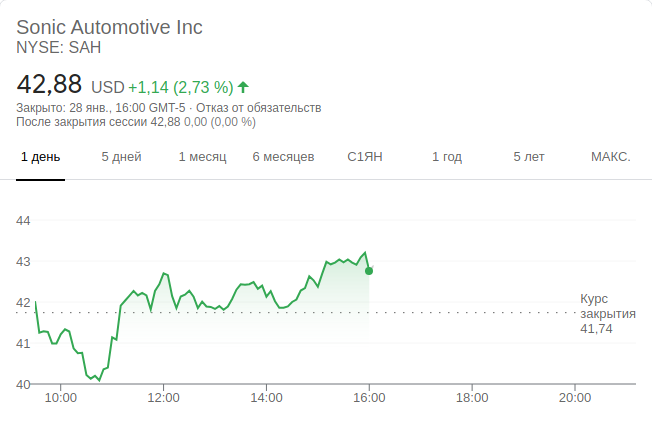 Sonic Automotive Inc
NYSE: SAH
42,88 USD +1,14 (2,73 %)
Закрыто: 28 янв., 16:00 GMT-5 · Отказ от обязательств
После закрытия сессии 42,88 0,00 (0,00 %)
1 день 5 дней 1 месяц 6 месяцев С1ЯН 1 год 5 лет МАКС.
44
43
42
Курс
закрытия
41,74
41
40
10:00 12:00 14:00 16:00 18:00 20:00